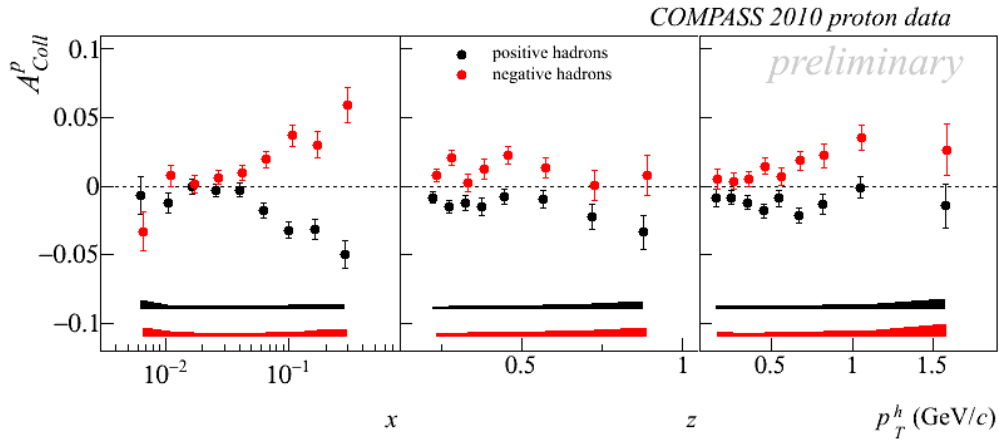 COMPASS 2010 proton data
A^p_Coll
0.1
0.05
0
−0.05
−0.1
positive hadrons
negative hadrons
preliminary
10^−2
10^−1
0.5
1
0.5
1
1.5
x
z
p_T^h (GeV/c)